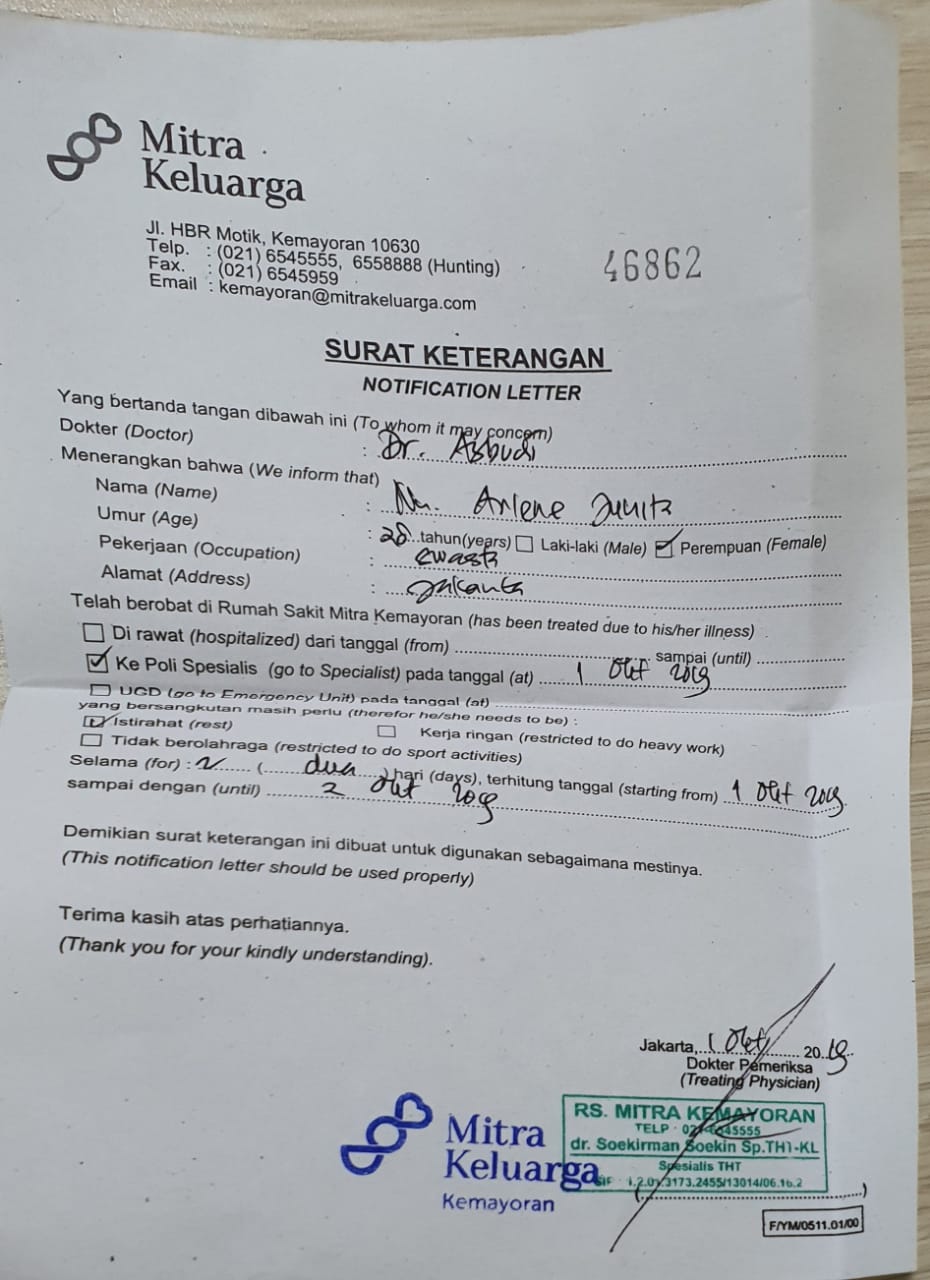 Mitra
Keluarga
Jl. HBR Motik, Kemayoran 10630
Telp. : (021) 6545555, 6558888 (Hunting)
Fax. : (021) 6545959
Email : kemayoran@mitrakeluarga.com
46862
SURAT KETERANGAN
NOTIFICATION LETTER
Yang bertanda tangan dibawah ini (To whom it may concern)
Dokter (Doctor) : Dr. Asbudi
Menerangkan bahwa (We inform that)
Nama (Name) : Nn. Arlene Junita
Umur (Age) : 28 tahun(years) ☐ Laki-laki (Male) ☑ Perempuan (Female)
Pekerjaan (Occupation) : swasta
Alamat (Address) : Jakarta
Telah berobat di Rumah Sakit Mitra Kemayoran (has been treated due to his/her illness)
☐ Di rawat (hospitalized) dari tanggal (from) ........ sampai (until) ........
☑ Ke Poli Spesialis (go to Specialist) pada tanggal (at) 1 Okt 2019
☐ UGD (go to Emergency Unit) pada tanggal (at) ........
yang bersangkutan masih perlu (therefor he/she needs to be) :
☑ Istirahat (rest) ☐ Kerja ringan (restricted to do heavy work)
☐ Tidak berolahraga (restricted to do sport activities)
Selama (for) : 2 (dua) hari (days), terhitung tanggal (starting from) 1 Okt 2019
sampai dengan (until) 2 Okt 2019
Demikian surat keterangan ini dibuat untuk digunakan sebagaimana mestinya.
(This notification letter should be used properly)
Terima kasih atas perhatiannya.
(Thank you for your kindly understanding).
Jakarta, 1 Okt 2019
Dokter Pemeriksa
(Treating Physician)
RS. MITRA KEMAYORAN
TELP : 021-6545555
dr. Soekirman Soekin Sp.THT-KL
Spesialis THT
3173.2455/13014/06.16.2
(........)
Mitra
Keluarga
Kemayoran
F/YM/0511.01/00